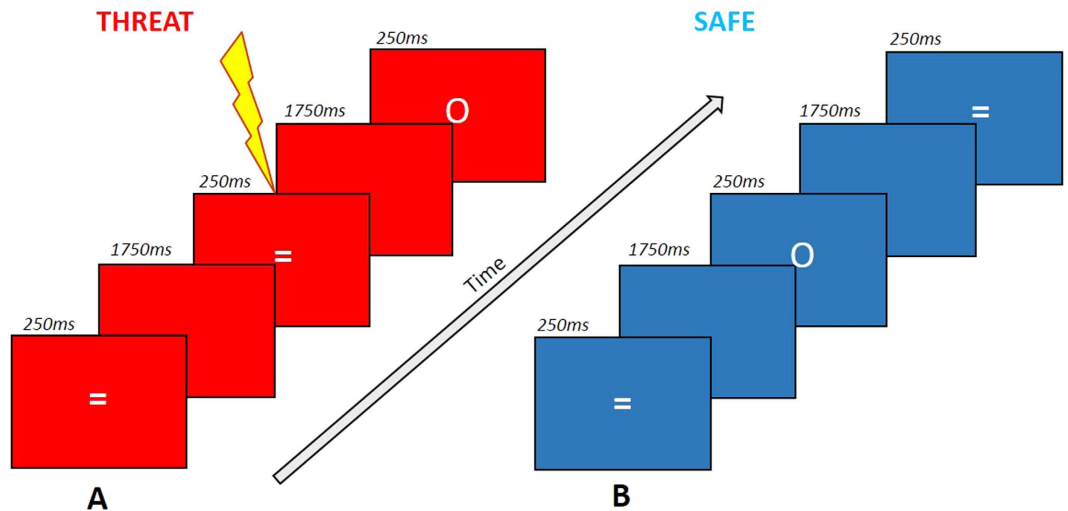 THREAT
250ms
O
1750ms
250ms
=
1750ms
250ms
=
A
Time
SAFE
250ms
=
1750ms
250ms
O
1750ms
250ms
=
B